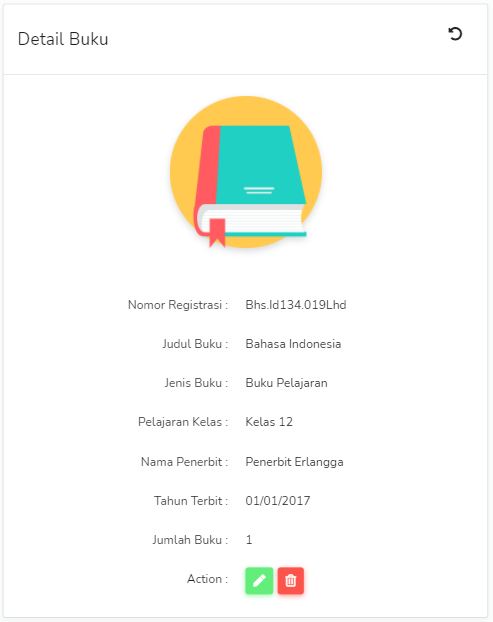 Detail Buku
Nomor Registrasi : Bhs.Id134.019Lhd
Judul Buku : Bahasa Indonesia
Jenis Buku : Buku Pelajaran
Pelajaran Kelas : Kelas 12
Nama Penerbit : Penerbit Erlangga
Tahun Terbit : 01/01/2017
Jumlah Buku : 1
Action :